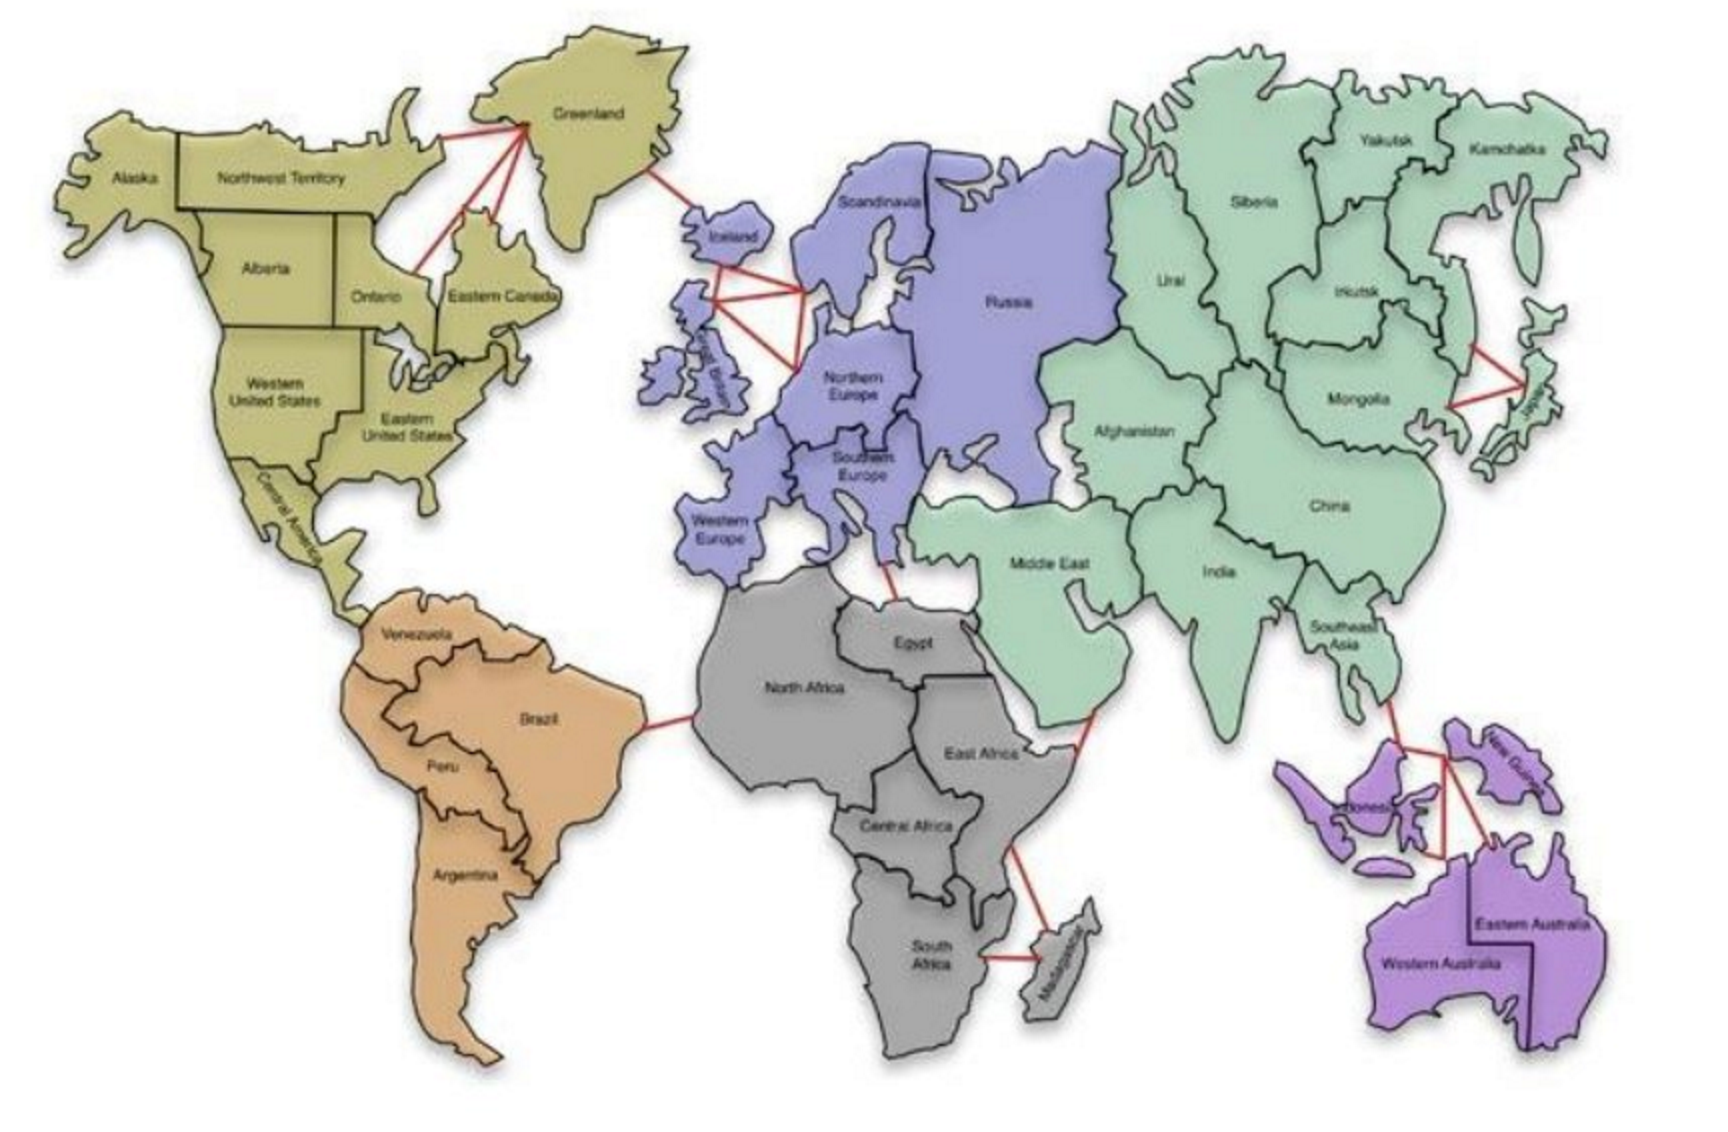 Greenland
Alaska
Northwest Territory
Alberta
Ontario
Eastern Canada
Western
United States
Eastern
United States
Central America
Venezuela
Brazil
Peru
Argentina
Iceland
Scandinavia
Russia
Great Britain
Northern
Europe
Southern
Europe
Western
Europe
North Africa
Egypt
East Africa
Central Africa
South
Africa
Madagascar
Yakutsk
Kamchatka
Siberia
Ural
Irkutsk
Mongolia
Japan
Afghanistan
China
Middle East
India
Southeast
Asia
Indonesia
New Guinea
Eastern Australia
Western Australia